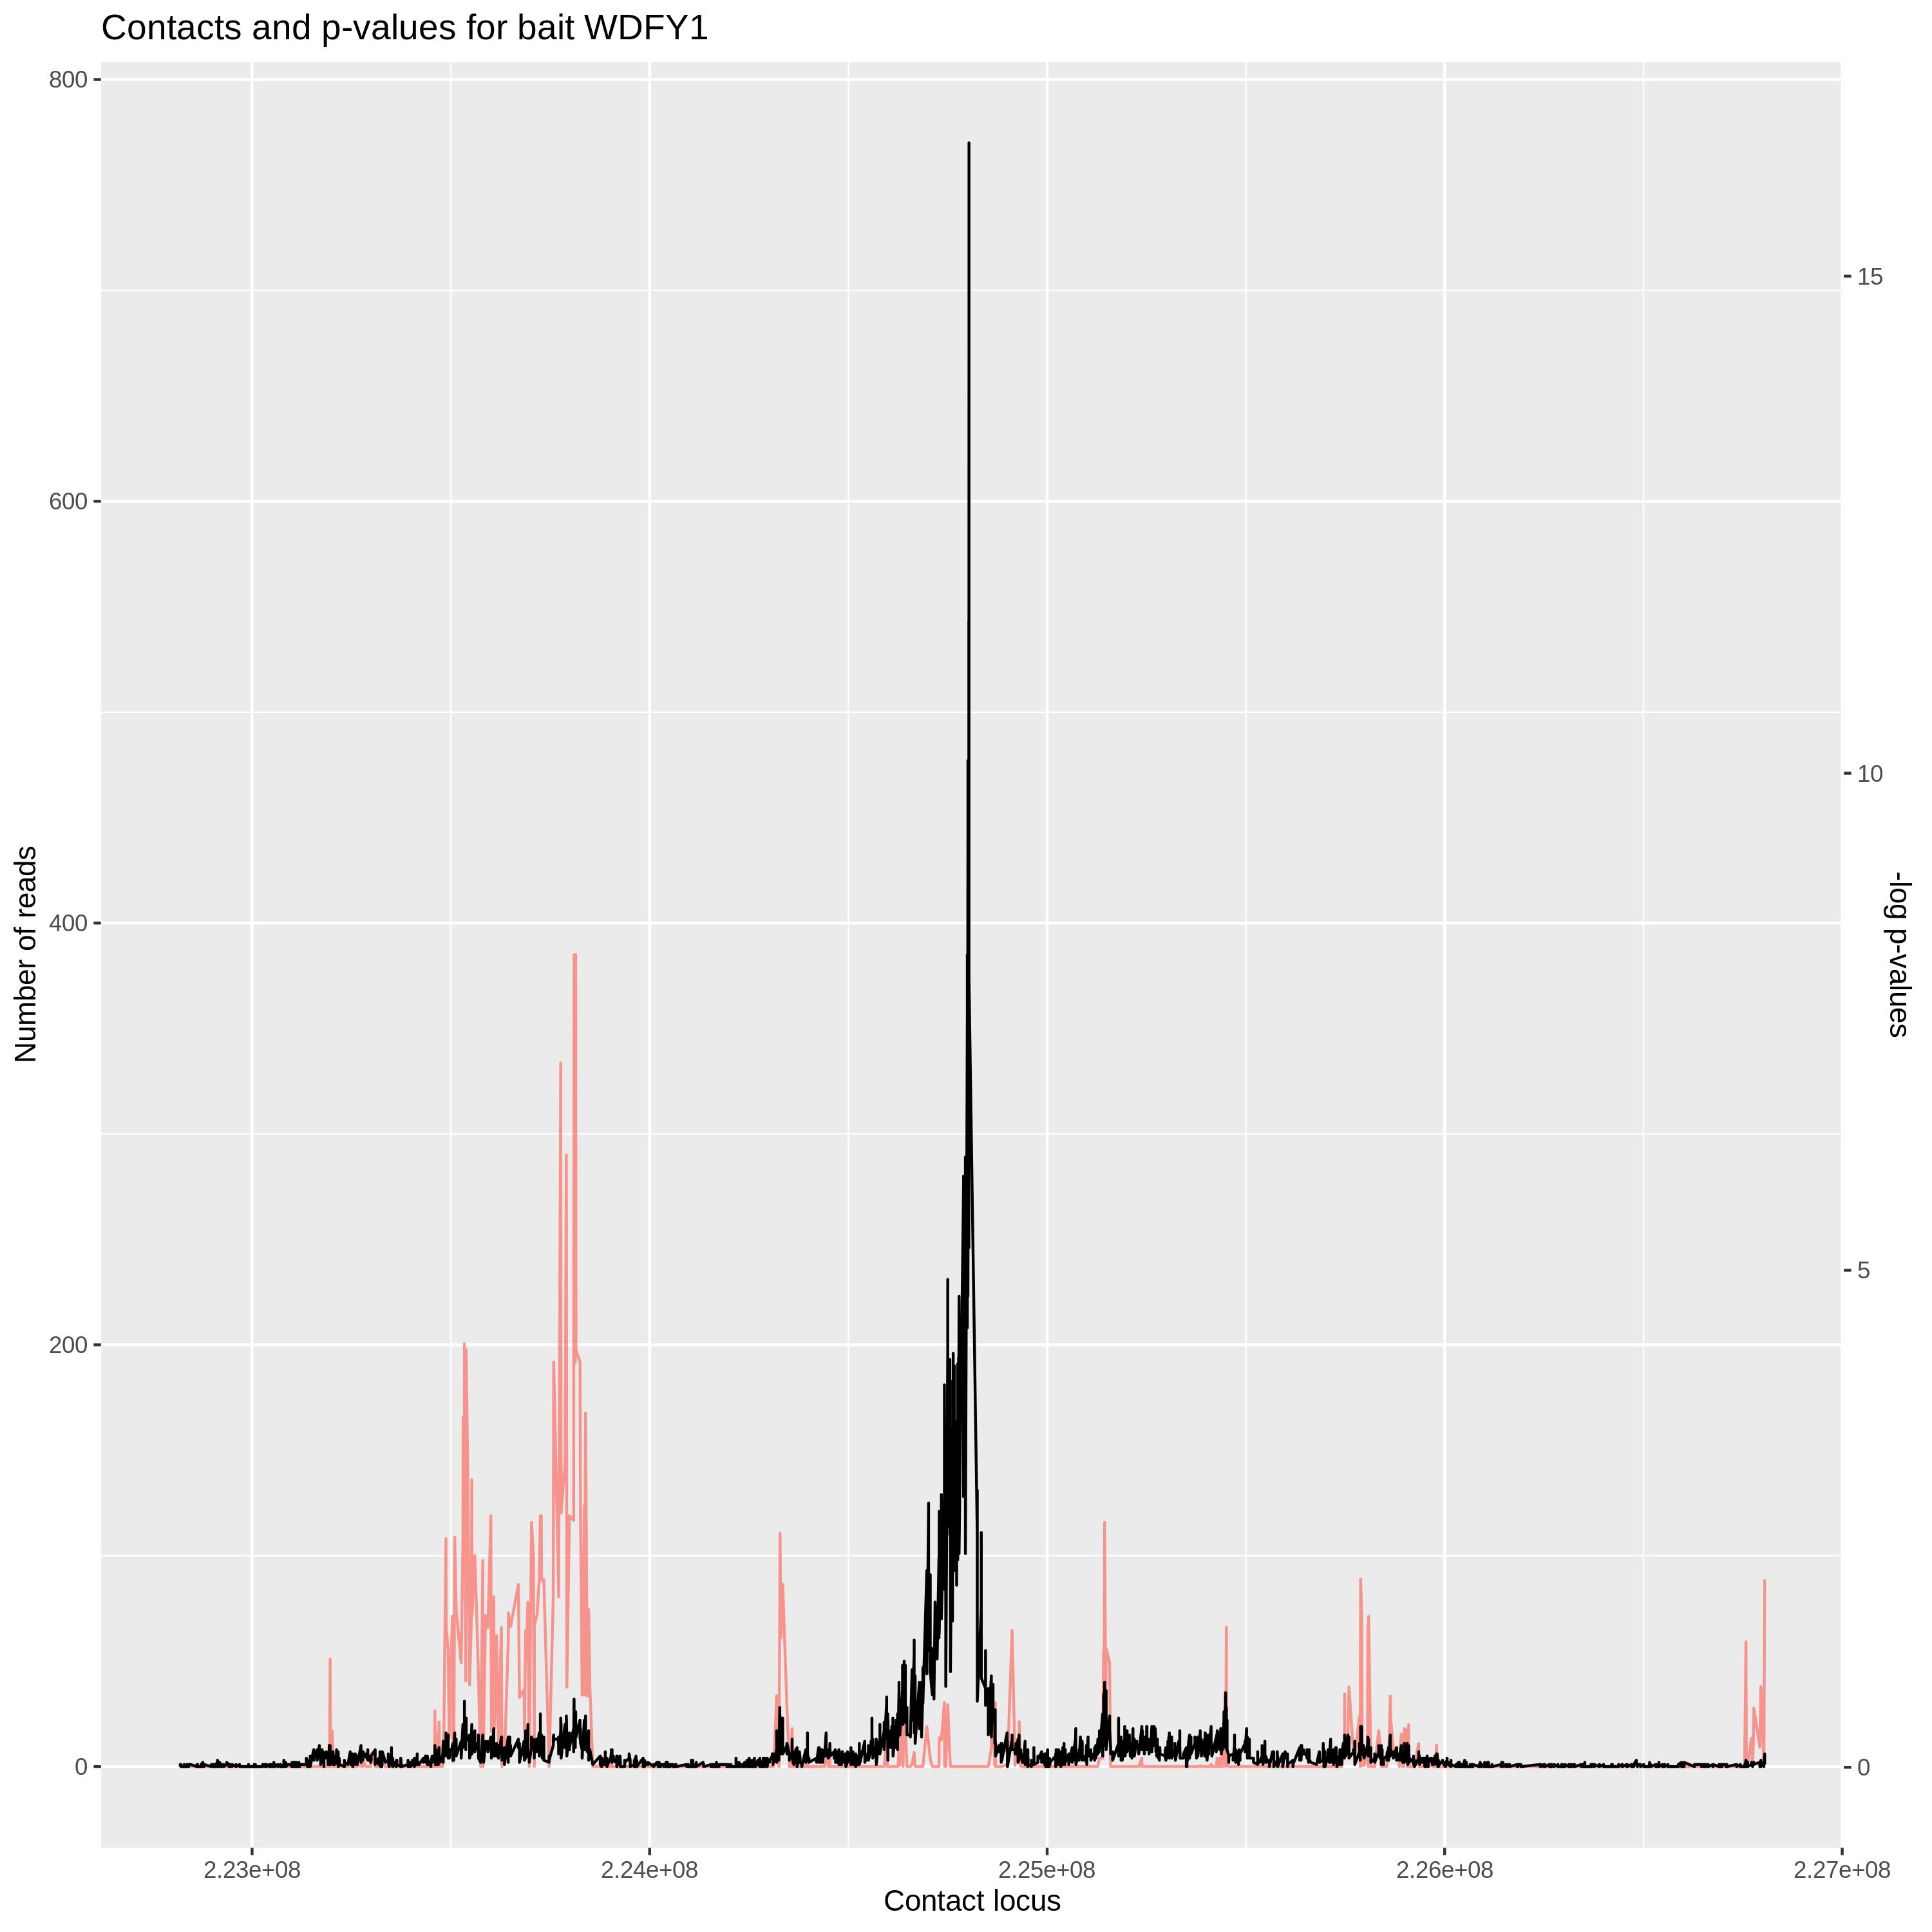 Contacts and p-values for bait WDFY1
800
600
400
200
0
Number of reads
15
10
5
0
-log p-values
2.23e+08
2.24e+08
2.25e+08
2.26e+08
2.27e+08
Contact locus